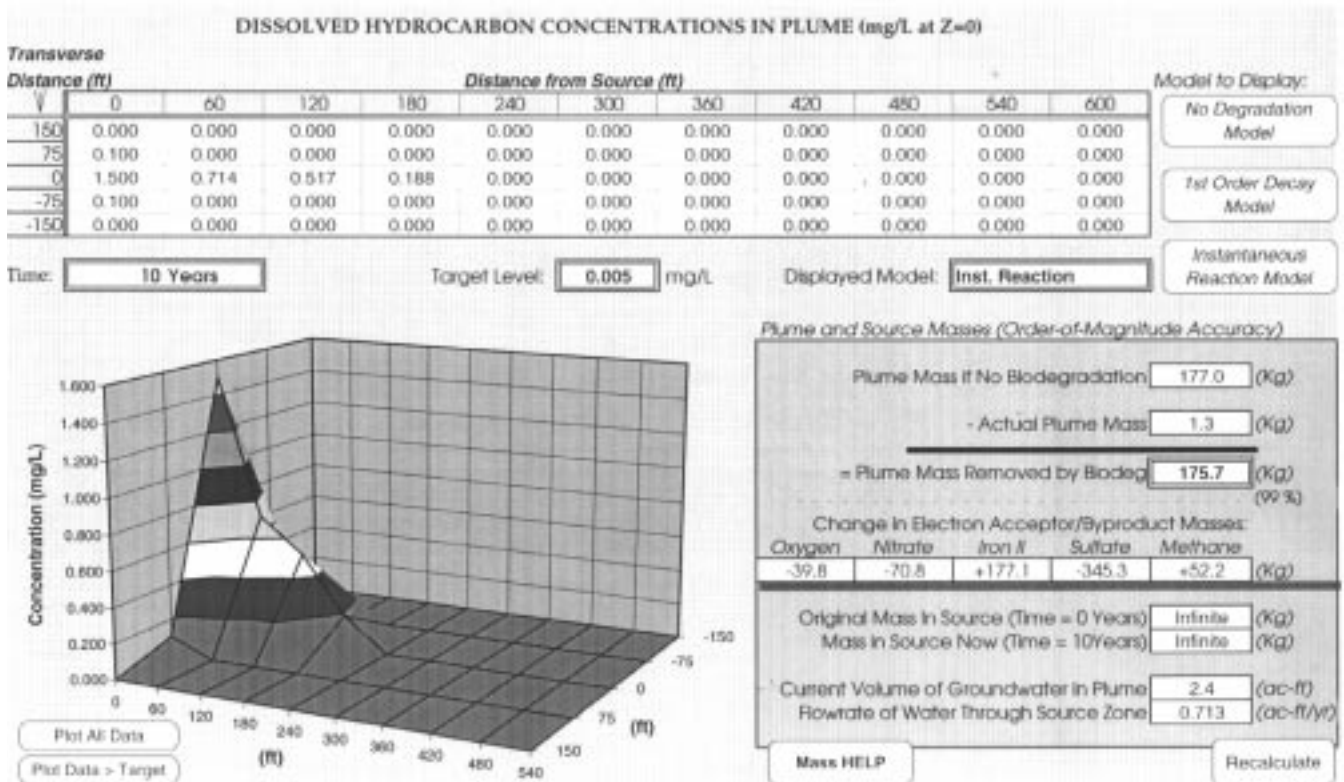 DISSOLVED HYDROCARBON CONCENTRATIONS IN PLUME (mg/L at Z=0)
Transverse
Distance (ft) Distance from Source (ft) Model to Display:
0 60 120 180 240 300 360 420 480 540 600
150 0.000 0.000 0.000 0.000 0.000 0.000 0.000 0.000 0.000 0.000 0.000
75 0.100 0.000 0.000 0.000 0.000 0.000 0.000 0.000 0.000 0.000 0.000
0 1.500 0.714 0.517 0.188 0.000 0.000 0.000 0.000 0.000 0.000 0.000
-75 0.100 0.000 0.000 0.000 0.000 0.000 0.000 0.000 0.000 0.000 0.000
-150 0.000 0.000 0.000 0.000 0.000 0.000 0.000 0.000 0.000 0.000 0.000
No Degradation
Model
1st Order Decay
Model
Instantaneous
Reaction Model
Time: 10 Years Target Level: 0.005 mg/L Displayed Model: Inst. Reaction
Concentration (mg/L)
1.600
1.400
1.200
1.000
0.800
0.600
0.400
0.200
0.000
0 60 120 180 240 300 360 420 480 540
(ft)
-150
-75
0
75
150
(ft)
Plot All Data
Plot Data > Target
Plume and Source Masses (Order-of-Magnitude Accuracy)
Plume Mass If No Biodegradation 177.0 (Kg)
- Actual Plume Mass 1.3 (Kg)
= Plume Mass Removed by Biodeg 175.7 (Kg)
(99 %)
Change in Electron Acceptor/Byproduct Masses:
Oxygen Nitrate Iron II Sulfate Methane
-39.8 -70.8 +177.1 -345.3 +52.2 (Kg)
Original Mass In Source (Time = 0 Years) Infinite (Kg)
Mass in Source Now (Time = 10Years) Infinite (Kg)
Current Volume of Groundwater In Plume 2.4 (ac-ft)
Flowrate of Water Through Source Zone 0.713 (ac-ft/yr)
Mass HELP
Recalculate